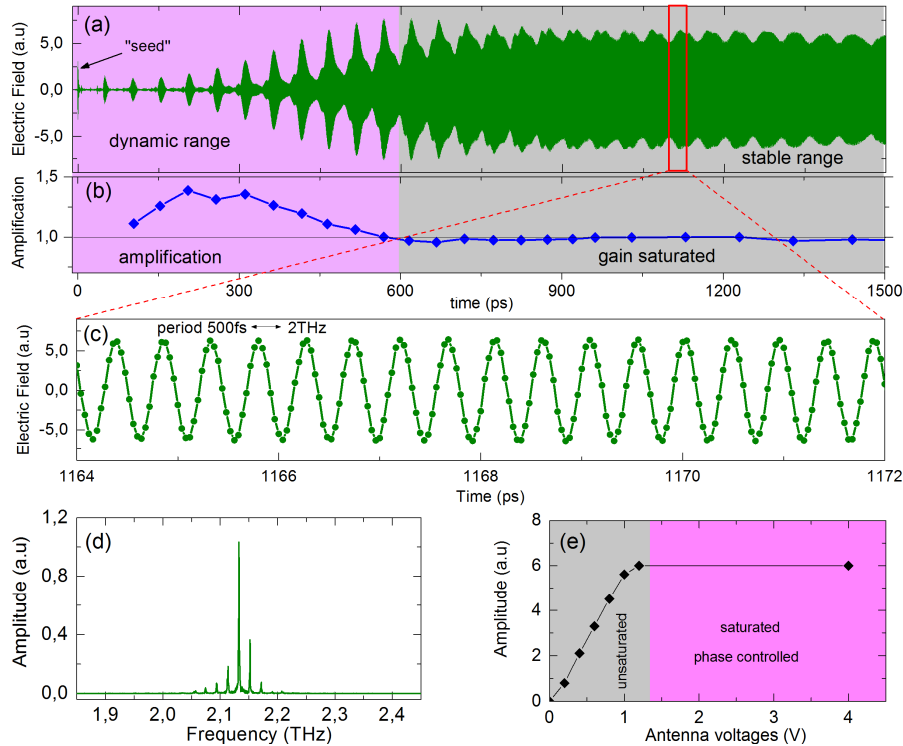 (a)
"seed"
dynamic range
stable range
Electric Field (a.u)
5,0
0,0
-5,0
(b)
amplification
gain saturated
Amplification
1,5
1,0
0 300 600 900 1200 1500
time (ps)
(c)
period 500fs ↔ 2THz
Electric Field (a.u)
5,0
0,0
-5,0
1164 1166 1168 1170 1172
Time (ps)
(d)
Amplitude (a.u)
1,2
0,8
0,4
0,0
1,9 2,0 2,1 2,2 2,3 2,4
Frequency (THz)
(e)
unsaturated
saturated
phase controlled
Amplitude (a.u)
8
6
4
2
0
0 1 2 3 4
Antenna voltages (V)